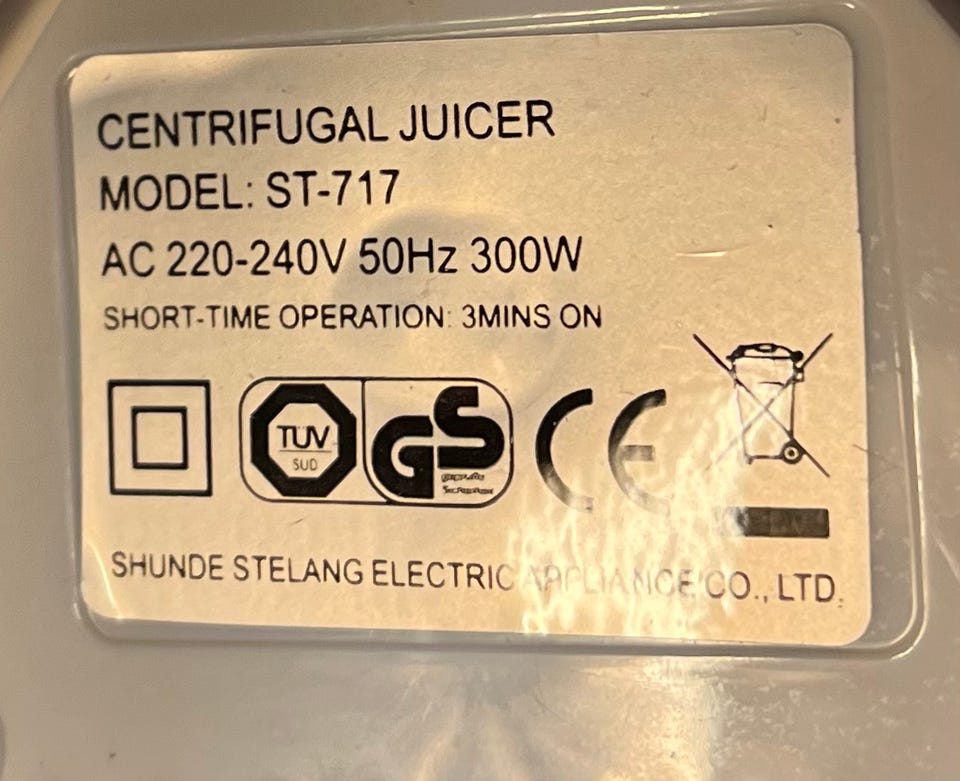 CENTRIFUGAL JUICER
MODEL: ST-717
AC 220-240V 50Hz 300W
SHORT-TIME OPERATION: 3MINS ON
TÜV
SUD
GS
CE
SHUNDE STELANG ELECTRIC APPLIANCE CO., LTD.